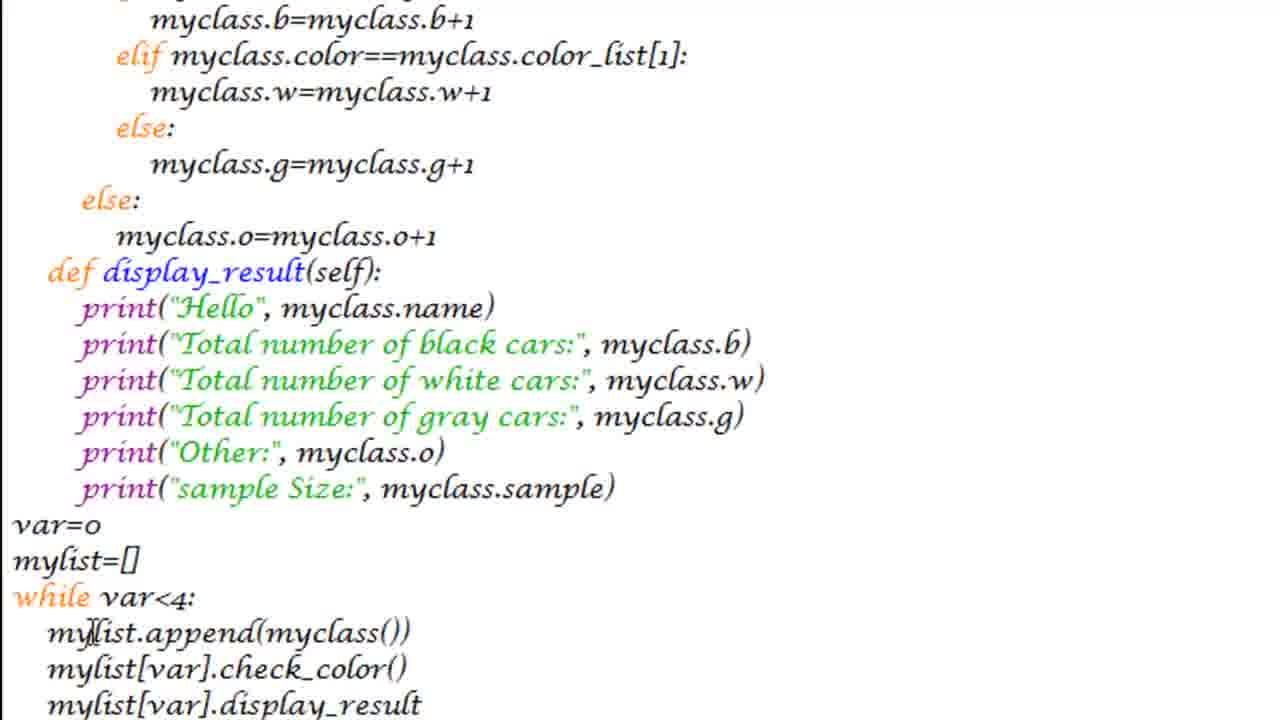 myclass.b=myclass.b+1
elif myclass.color==myclass.color_list[1]:
myclass.w=myclass.w+1
else:
myclass.g=myclass.g+1
else:
myclass.o=myclass.o+1
def display_result(self):
print("Hello", myclass.name)
print("Total number of black cars:", myclass.b)
print("Total number of white cars:", myclass.w)
print("Total number of gray cars:", myclass.g)
print("Other:", myclass.o)
print("sample Size:", myclass.sample)
var=0
mylist=[]
while var<4:
mylist.append(myclass())
mylist[var].check_color()
mylist[var].display_result